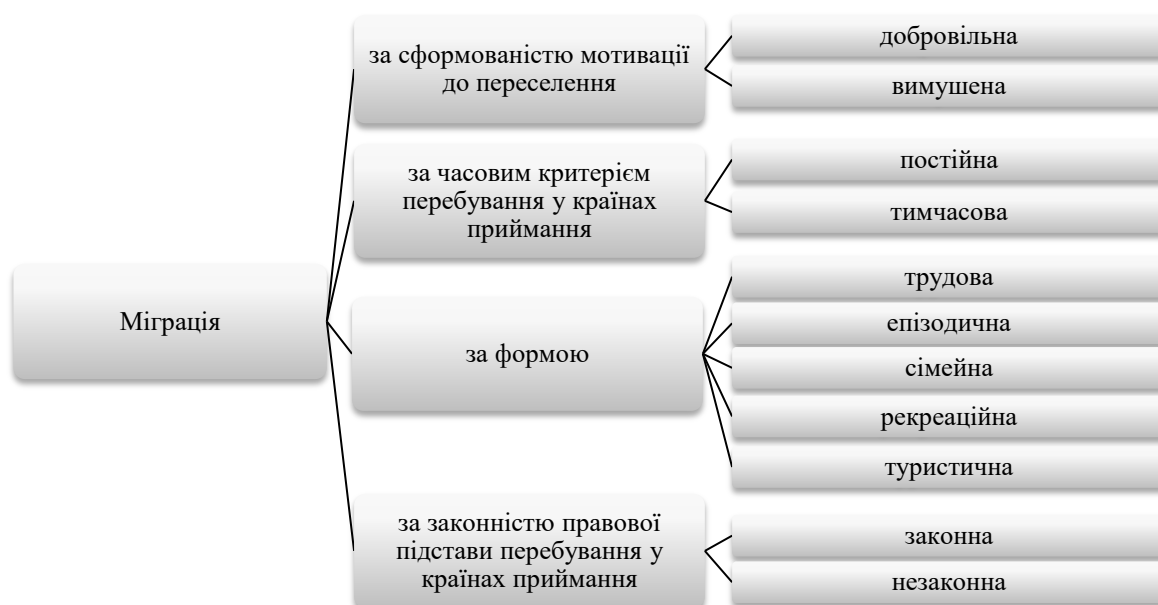 Міграція
за сформованістю мотивації
до переселення
добровільна
вимушена
за часовим критерієм
перебування у країнах
приймання
постійна
тимчасова
за формою
трудова
епізодична
сімейна
рекреаційна
туристична
за законністю правової
підстави перебування у
країнах приймання
законна
незаконна